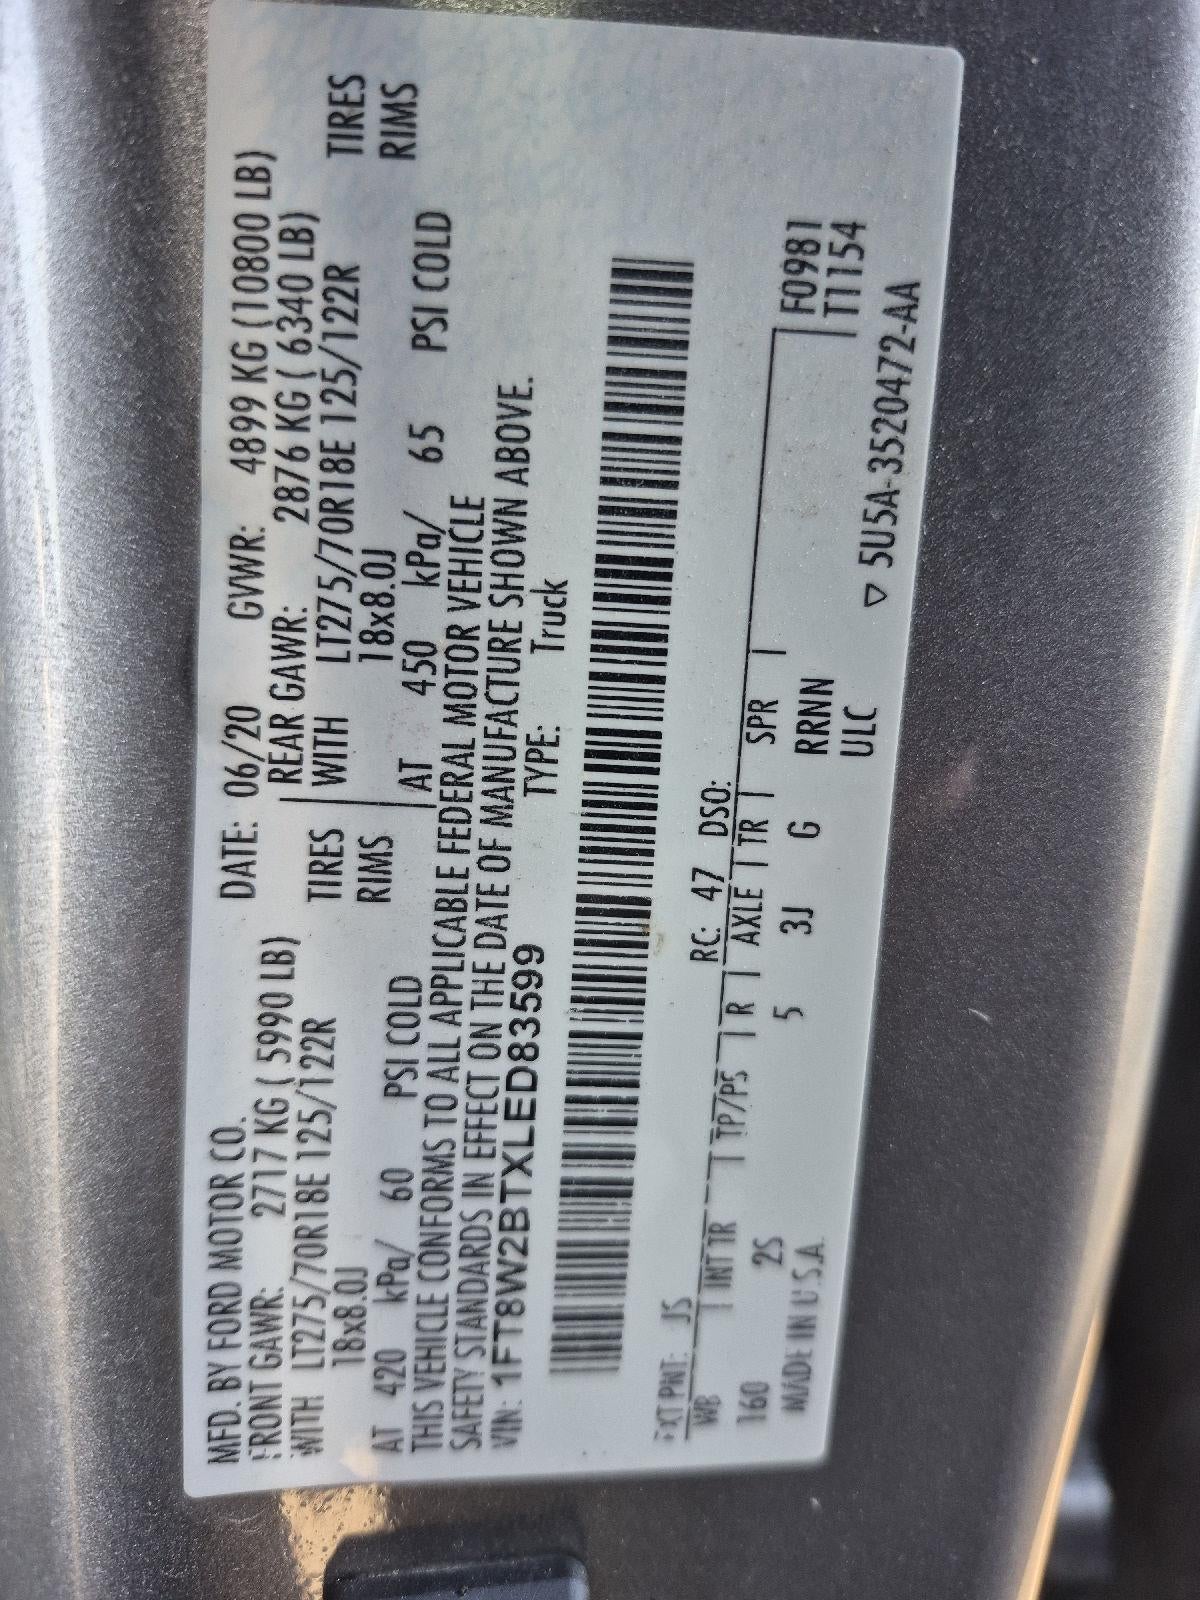 MFD. BY FORD MOTOR CO.
DATE: 06/20 GVWR: 4899 KG (10800 LB)
FRONT GAWR: 2717 KG ( 5990 LB) REAR GAWR: 2876 KG ( 6340 LB)
WITH LT275/70R18E 125/122R TIRES WITH LT275/70R18E 125/122R TIRES
18x8.0J RIMS 18x8.0J RIMS
AT 420 kPa/ 60 PSI COLD AT 450 kPa/ 65 PSI COLD
THIS VEHICLE CONFORMS TO ALL APPLICABLE FEDERAL MOTOR VEHICLE
SAFETY STANDARDS IN EFFECT ON THE DATE OF MANUFACTURE SHOWN ABOVE.
VIN: 1FT8W2BTXLED83599 TYPE: Truck
EXT PNT: JS RC: 47 DSO:
WB INT TR TP/PS R AXLE TR SPR F0981
160 2S 5 3J G RRNN T1154
MADE IN U.S.A. ULC
▽ 5U5A-3520472-AA